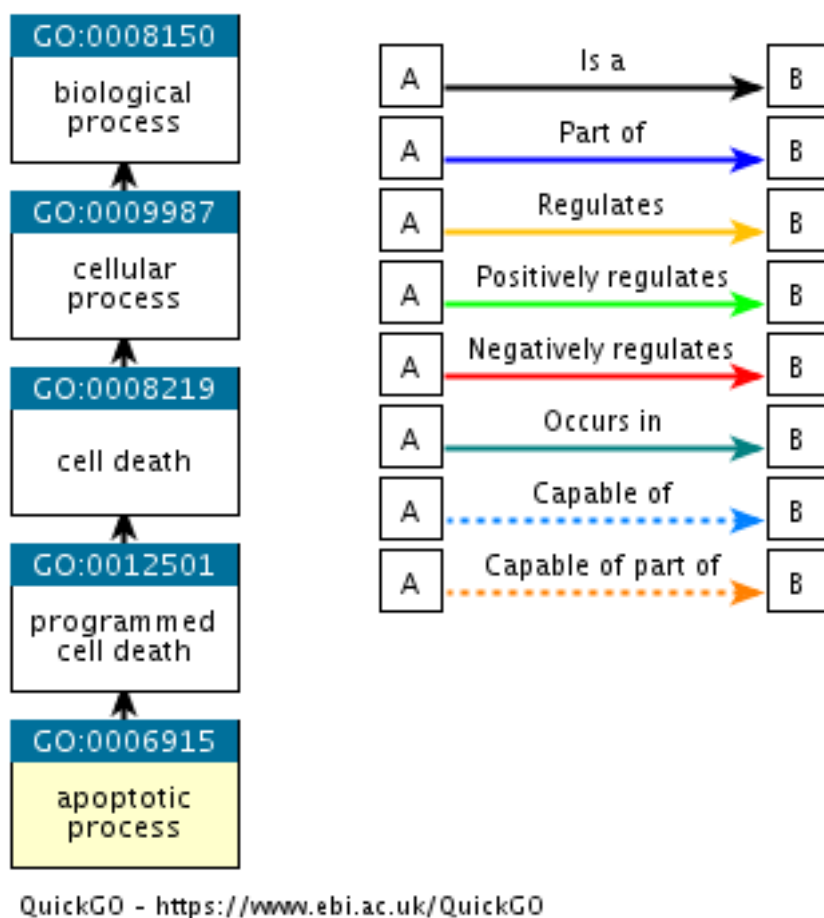 GO:0008150
biological
process
GO:0009987
cellular
process
GO:0008219
cell death
GO:0012501
programmed
cell death
GO:0006915
apoptotic
process
A Is a B
A Part of B
A Regulates B
A Positively regulates B
A Negatively regulates B
A Occurs in B
A Capable of B
A Capable of part of B
QuickGO - https://www.ebi.ac.uk/QuickGO